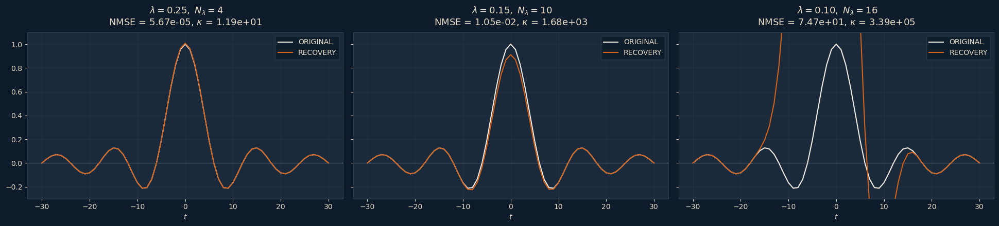 λ = 0.25, N_λ = 4
NMSE = 5.67e-05, κ = 1.19e+01
ORIGINAL
RECOVERY
1.0
0.8
0.6
0.4
0.2
0.0
−0.2
−30 −20 −10 0 10 20 30
t
λ = 0.15, N_λ = 10
NMSE = 1.05e-02, κ = 1.68e+03
ORIGINAL
RECOVERY
−30 −20 −10 0 10 20 30
t
λ = 0.10, N_λ = 16
NMSE = 7.47e+01, κ = 3.39e+05
ORIGINAL
RECOVERY
−30 −20 −10 0 10 20 30
t